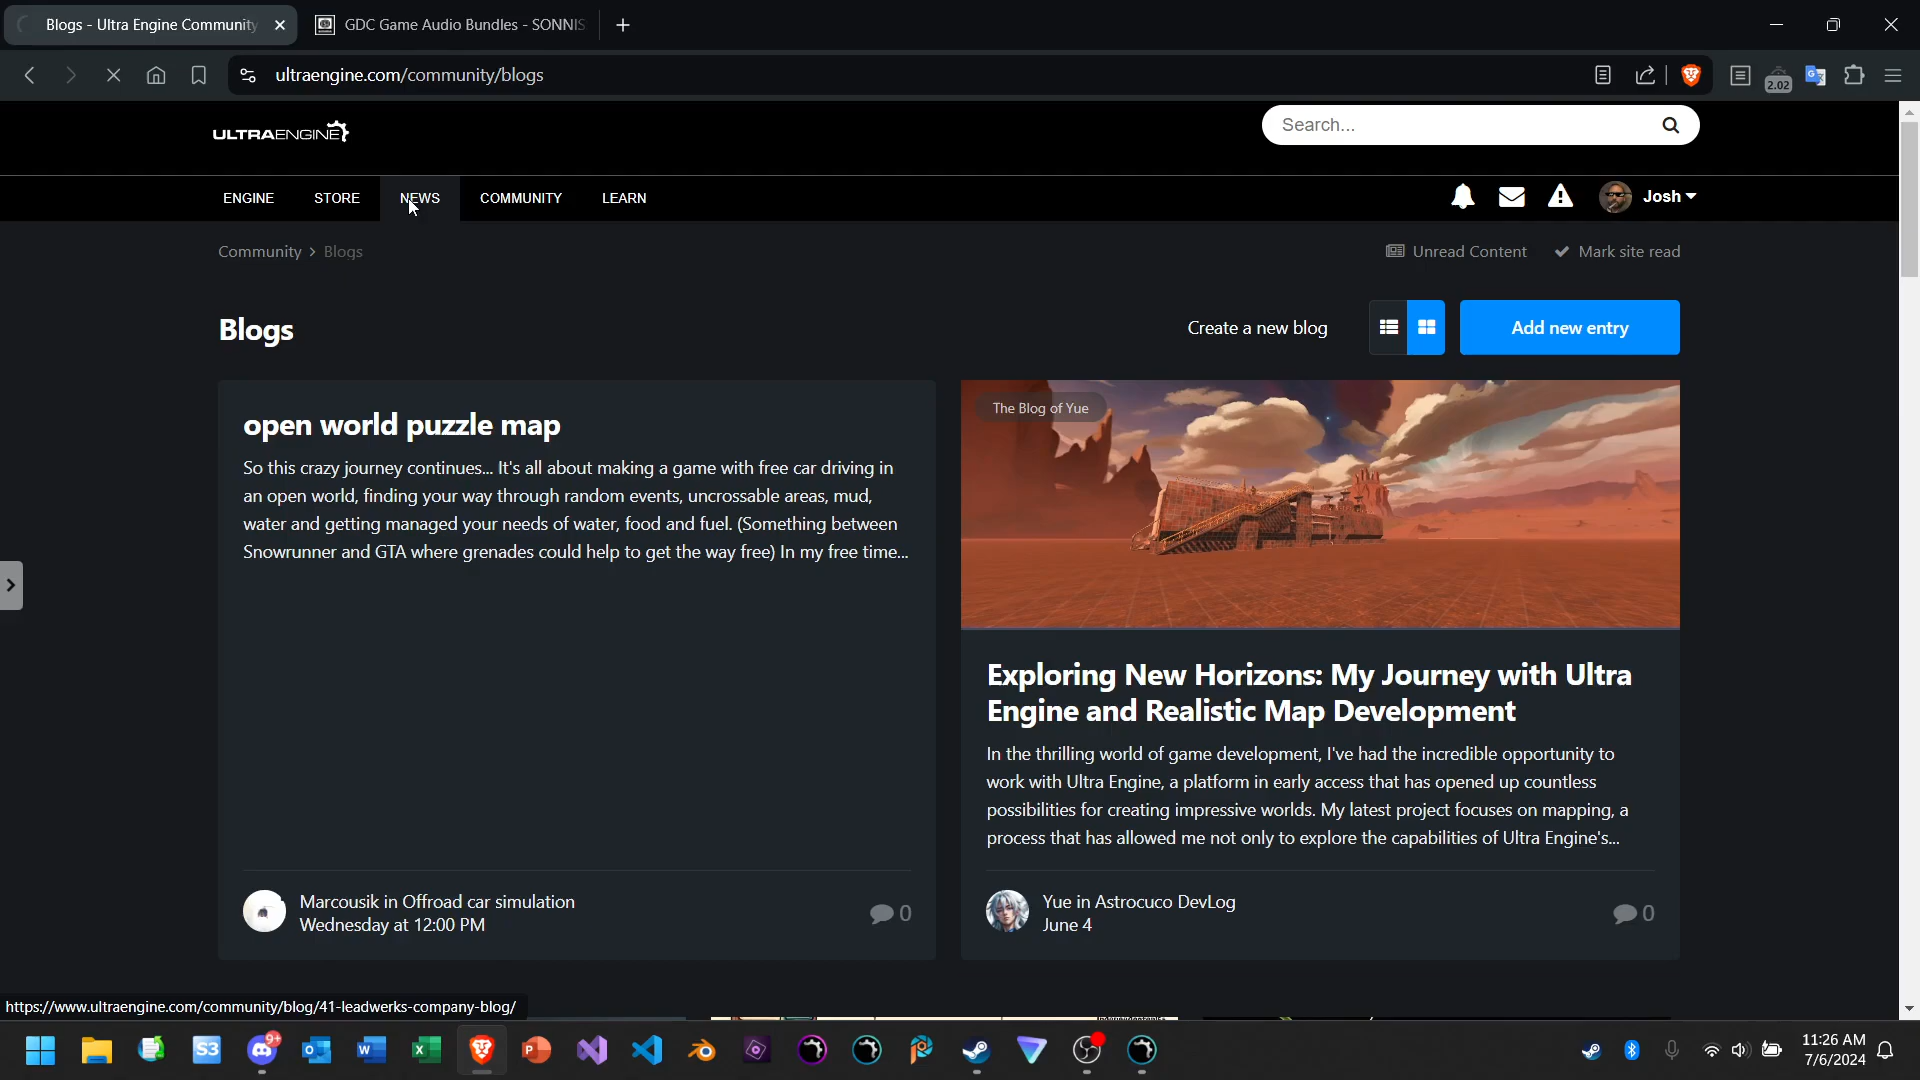 Blogs - Ultra Engine Community
GDC Game Audio Bundles - SONNIS
ultraengine.com/community/blogs
2.02
ULTRAENGINE
Search...
ENGINE STORE NEWS COMMUNITY LEARN
Josh
Community > Blogs
Unread Content
Mark site read
Blogs
Create a new blog
Add new entry
open world puzzle map
So this crazy journey continues... It's all about making a game with free car driving in
an open world, finding your way through random events, uncrossable areas, mud,
water and getting managed your needs of water, food and fuel. (Something between
Snowrunner and GTA where grenades could help to get the way free) In my free time...
Marcousik in Offroad car simulation
Wednesday at 12:00 PM
0
The Blog of Yue
Exploring New Horizons: My Journey with Ultra
Engine and Realistic Map Development
In the thrilling world of game development, I've had the incredible opportunity to
work with Ultra Engine, a platform in early access that has opened up countless
possibilities for creating impressive worlds. My latest project focuses on mapping, a
process that has allowed me not only to explore the capabilities of Ultra Engine's...
Yue in Astrocuco DevLog
June 4
0
https://www.ultraengine.com/community/blog/41-leadwerks-company-blog/
S3
9+
11:26 AM
7/6/2024